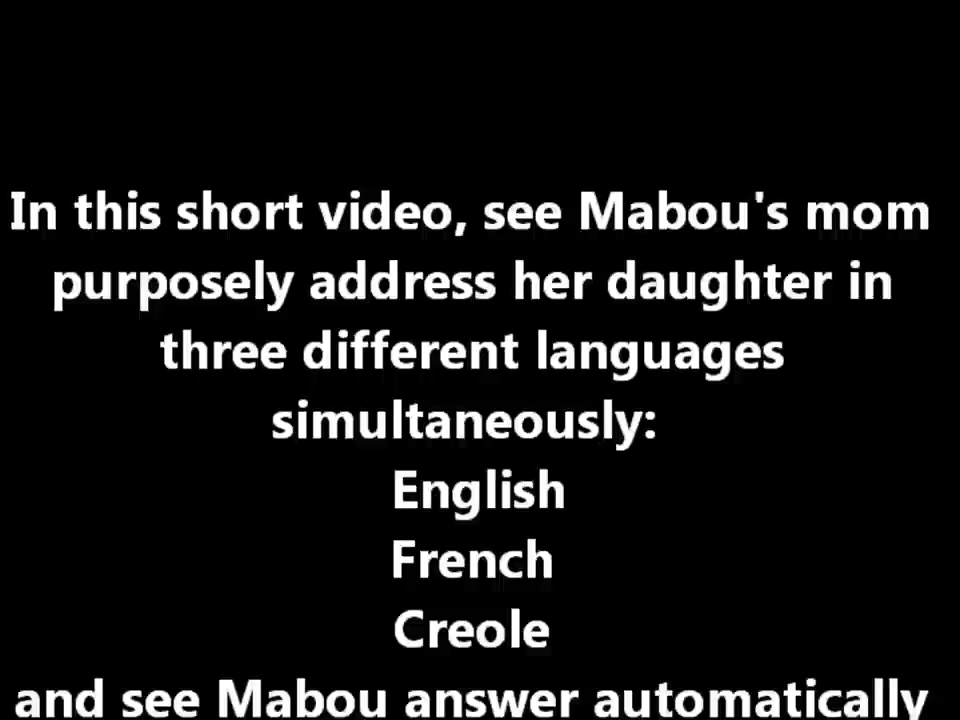 In this short video, see Mabou's mom
purposely address her daughter in
three different languages
simultaneously:
English
French
Creole
and see Mabou answer automatically